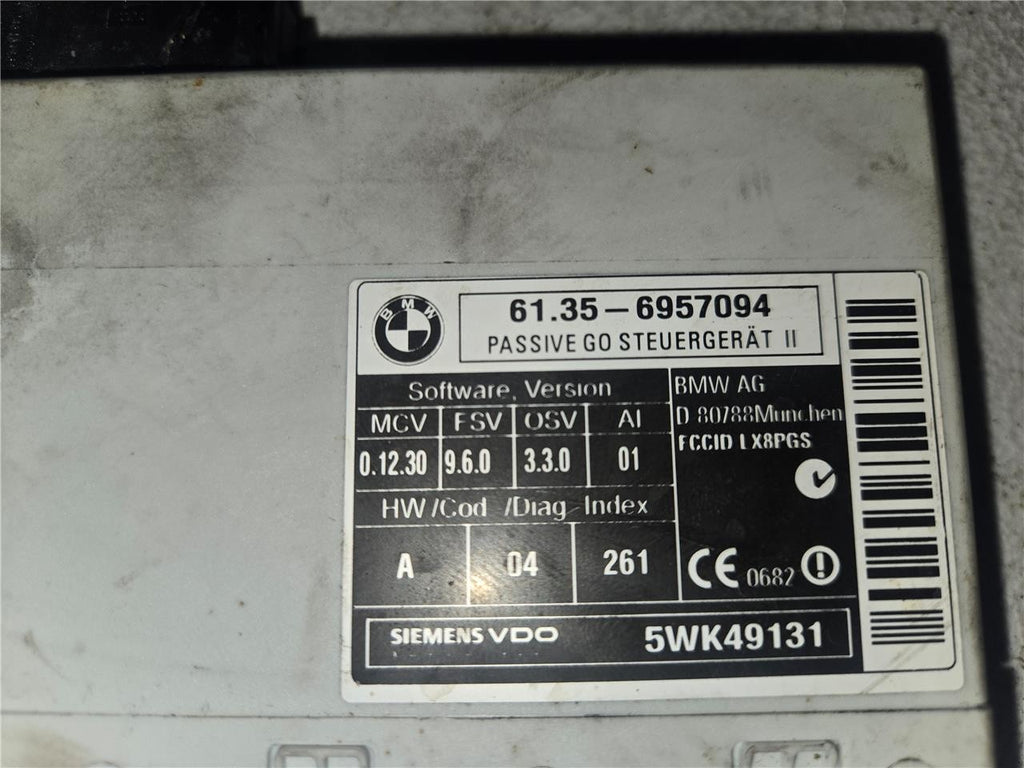 BMW
61.35-6957094
PASSIVE GO STEUERGERÄT II
Software Version
MCV FSV OSV AI
0.12.30 9.6.0 3.3.0 01
HW/Cod /Diag Index
A 04 261
BMW AG
D 80788 München
FCCID LX8PGS
CE 0682
SIEMENS VDO 5WK49131